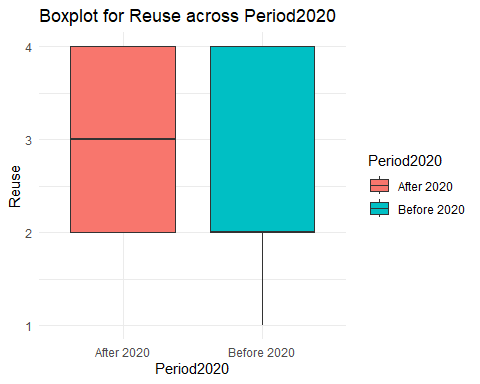 Boxplot for Reuse across Period2020
4
3
2
1
Reuse
After 2020
Before 2020
Period2020
Period2020
After 2020
Before 2020